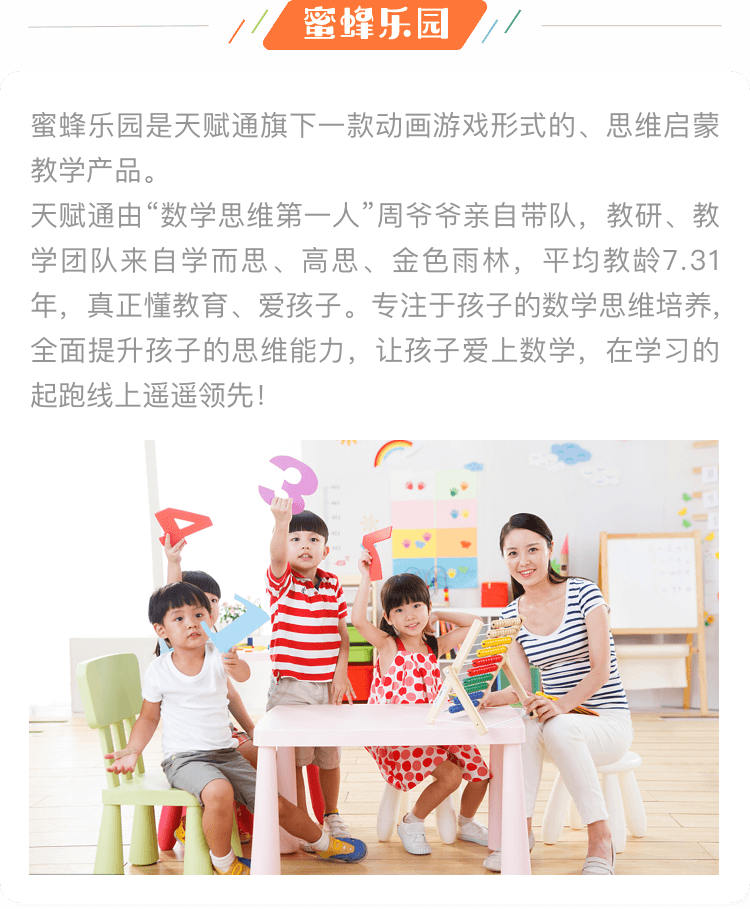 蜜蜂乐园
蜜蜂乐园是天赋通旗下一款动画游戏形式的、思维启蒙
教学产品。
天赋通由“数学思维第一人”周爷爷亲自带队，教研、教
学团队来自学而思、高思、金色雨林，平均教龄7.31
年，真正懂教育、爱孩子。专注于孩子的数学思维培养,
全面提升孩子的思维能力，让孩子爱上数学，在学习的
起跑线上遥遥领先！
3
4
7